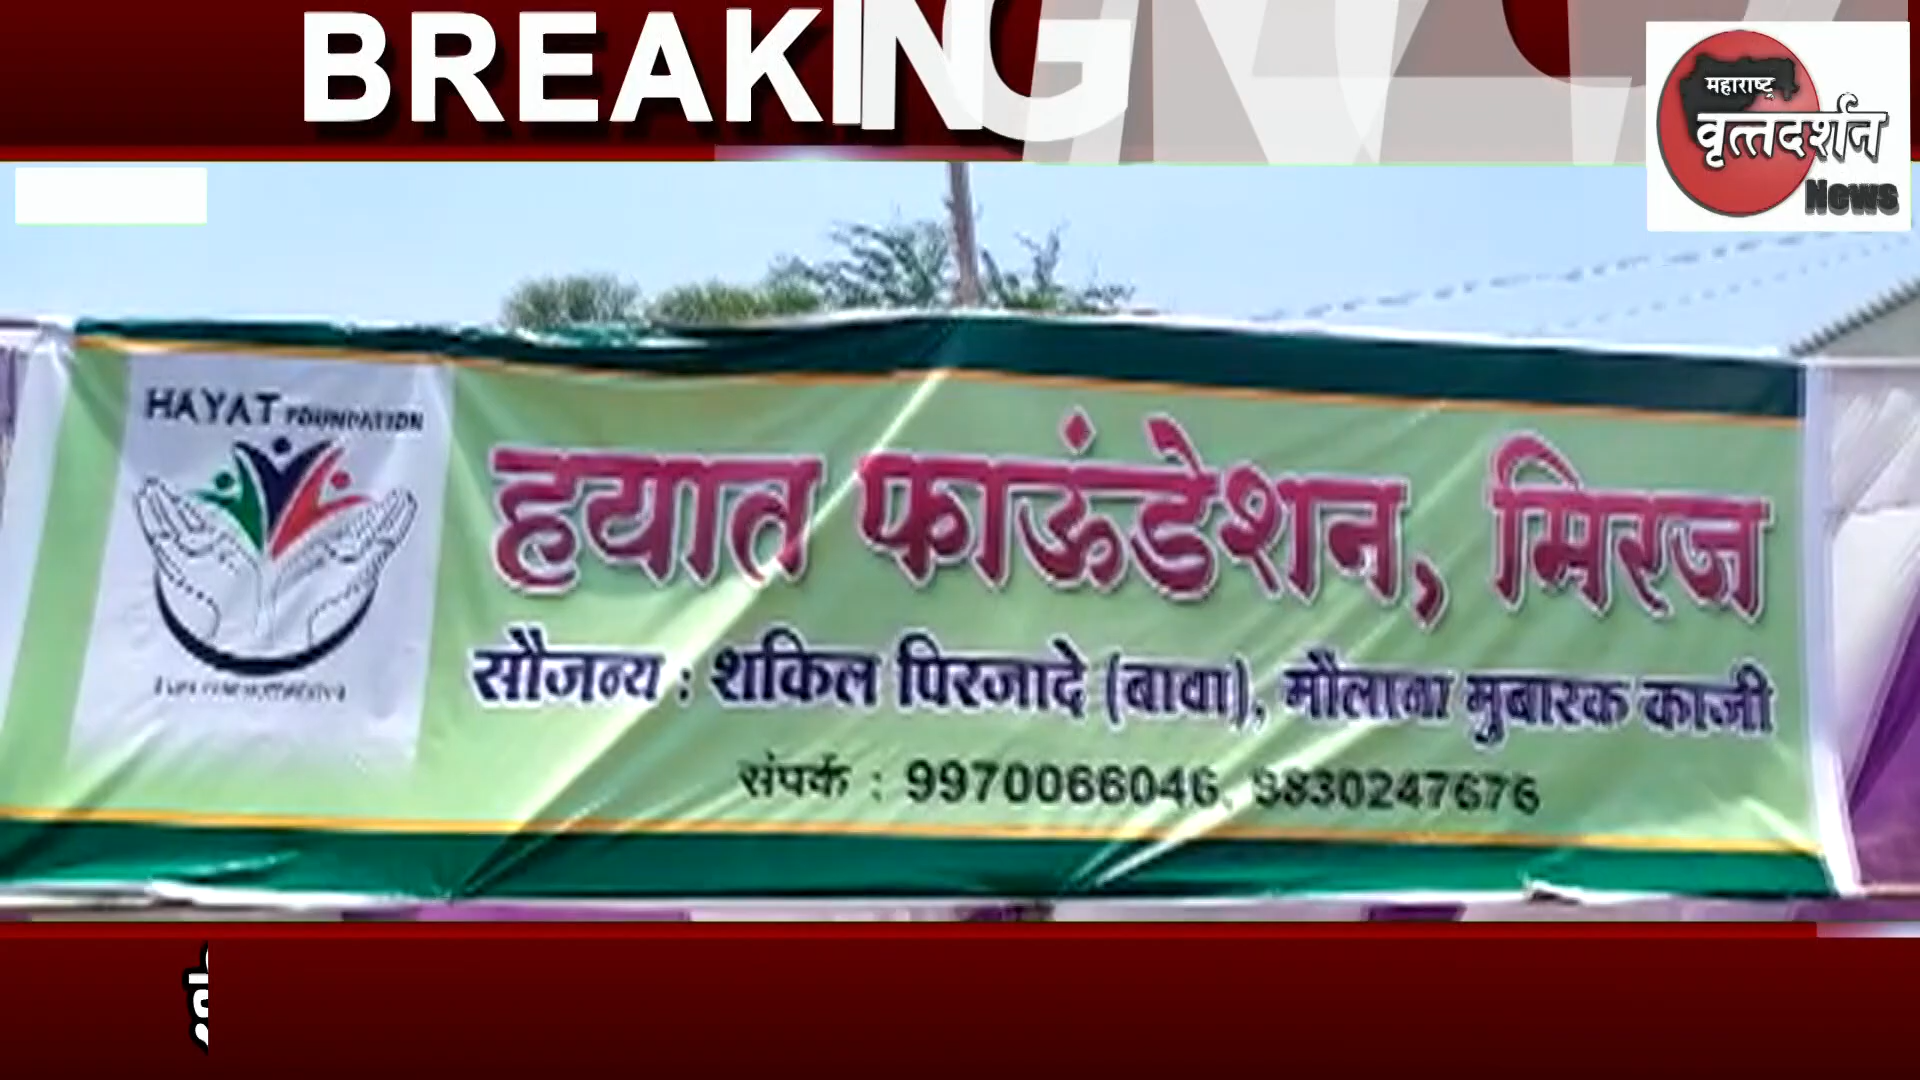 BREAKING
महाराष्ट्र
वृत्तदर्शन
News
HAYAT FOUNDATION
हयात फाऊंडेशन, मिरज
सौजन्य : शकिल पिरजादे (बावा), मौलाना मुबारक काजी
संपर्क : 9970066046, 9830247676